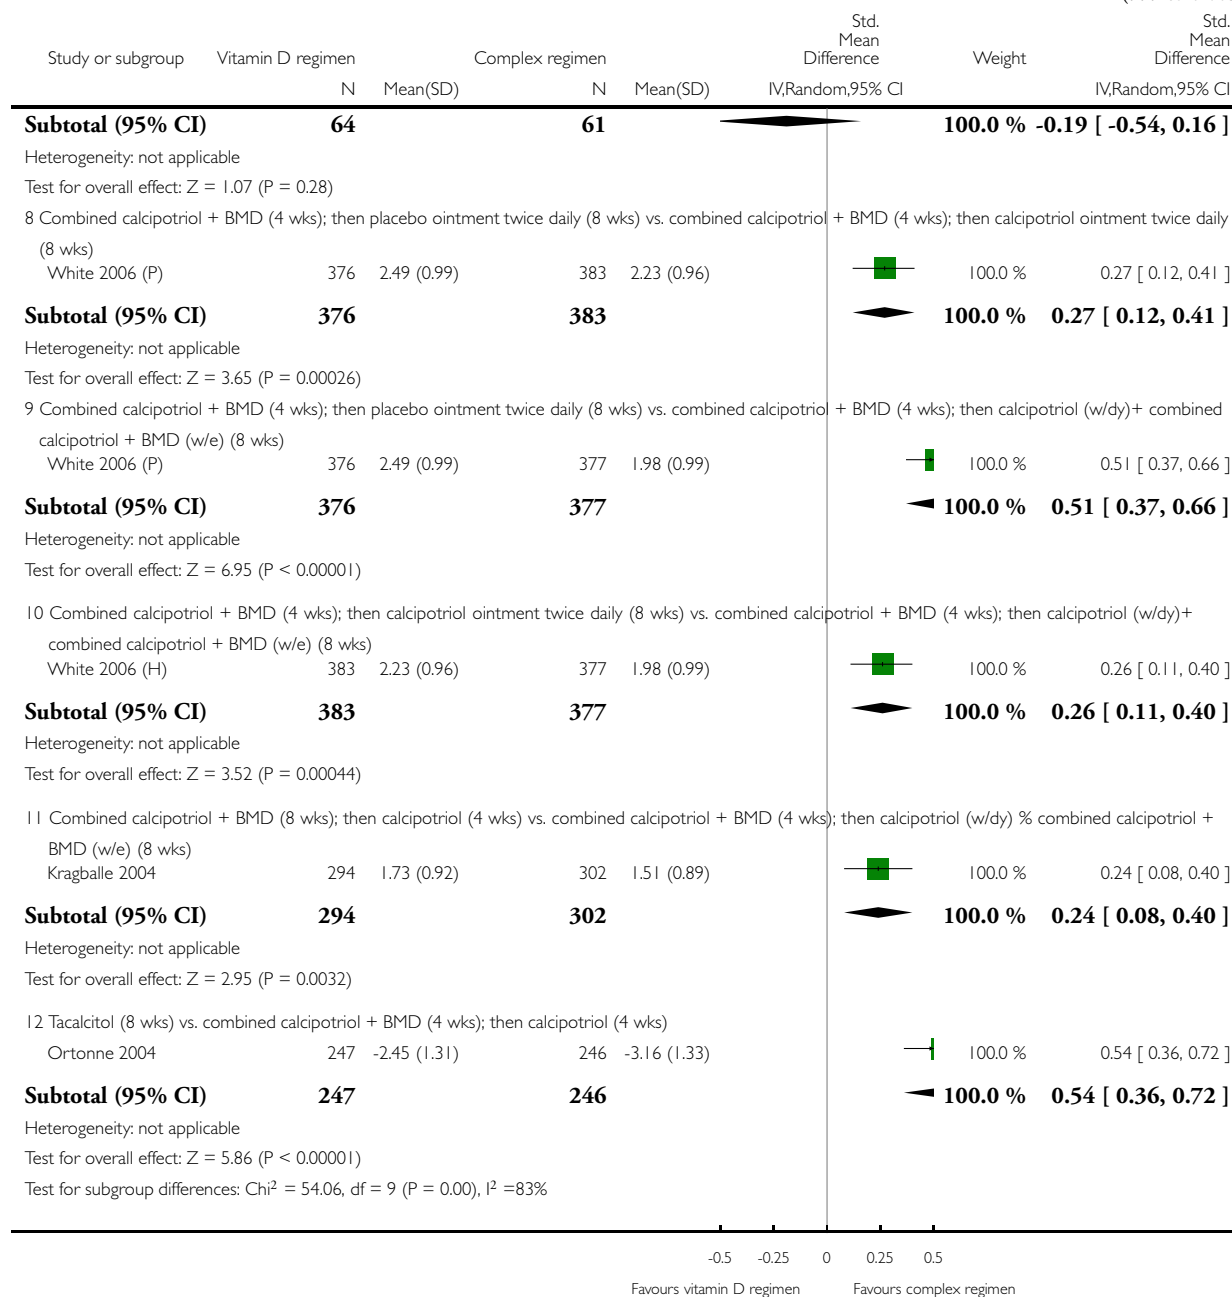 Study or subgroup Vitamin D regimen Complex regimen Std. Mean Difference Weight Std. Mean Difference
N Mean(SD) N Mean(SD) IV,Random,95% CI IV,Random,95% CI
Subtotal (95% CI) 64 61 100.0 % -0.19 [ -0.54, 0.16 ]
Heterogeneity: not applicable
Test for overall effect: Z = 1.07 (P = 0.28)
8 Combined calcipotriol + BMD (4 wks); then placebo ointment twice daily (8 wks) vs. combined calcipotriol + BMD (4 wks); then calcipotriol ointment twice daily
(8 wks)
White 2006 (P) 376 2.49 (0.99) 383 2.23 (0.96) 100.0 % 0.27 [ 0.12, 0.41 ]
Subtotal (95% CI) 376 383 100.0 % 0.27 [ 0.12, 0.41 ]
Heterogeneity: not applicable
Test for overall effect: Z = 3.65 (P = 0.00026)
9 Combined calcipotriol + BMD (4 wks); then placebo ointment twice daily (8 wks) vs. combined calcipotriol + BMD (4 wks); then calcipotriol (w/dy)+ combined
calcipotriol + BMD (w/e) (8 wks)
White 2006 (P) 376 2.49 (0.99) 377 1.98 (0.99) 100.0 % 0.51 [ 0.37, 0.66 ]
Subtotal (95% CI) 376 377 100.0 % 0.51 [ 0.37, 0.66 ]
Heterogeneity: not applicable
Test for overall effect: Z = 6.95 (P < 0.00001)
10 Combined calcipotriol + BMD (4 wks); then calcipotriol ointment twice daily (8 wks) vs. combined calcipotriol + BMD (4 wks); then calcipotriol (w/dy)+
combined calcipotriol + BMD (w/e) (8 wks)
White 2006 (H) 383 2.23 (0.96) 377 1.98 (0.99) 100.0 % 0.26 [ 0.11, 0.40 ]
Subtotal (95% CI) 383 377 100.0 % 0.26 [ 0.11, 0.40 ]
Heterogeneity: not applicable
Test for overall effect: Z = 3.52 (P = 0.00044)
11 Combined calcipotriol + BMD (8 wks); then calcipotriol (4 wks) vs. combined calcipotriol + BMD (4 wks); then calcipotriol (w/dy) % combined calcipotriol +
BMD (w/e) (8 wks)
Kragballe 2004 294 1.73 (0.92) 302 1.51 (0.89) 100.0 % 0.24 [ 0.08, 0.40 ]
Subtotal (95% CI) 294 302 100.0 % 0.24 [ 0.08, 0.40 ]
Heterogeneity: not applicable
Test for overall effect: Z = 2.95 (P = 0.0032)
12 Tacalcitol (8 wks) vs. combined calcipotriol + BMD (4 wks); then calcipotriol (4 wks)
Ortonne 2004 247 -2.45 (1.31) 246 -3.16 (1.33) 100.0 % 0.54 [ 0.36, 0.72 ]
Subtotal (95% CI) 247 246 100.0 % 0.54 [ 0.36, 0.72 ]
Heterogeneity: not applicable
Test for overall effect: Z = 5.86 (P < 0.00001)
Test for subgroup differences: Chi² = 54.06, df = 9 (P = 0.00), I² =83%
-0.5 -0.25 0 0.25 0.5
Favours vitamin D regimen Favours complex regimen